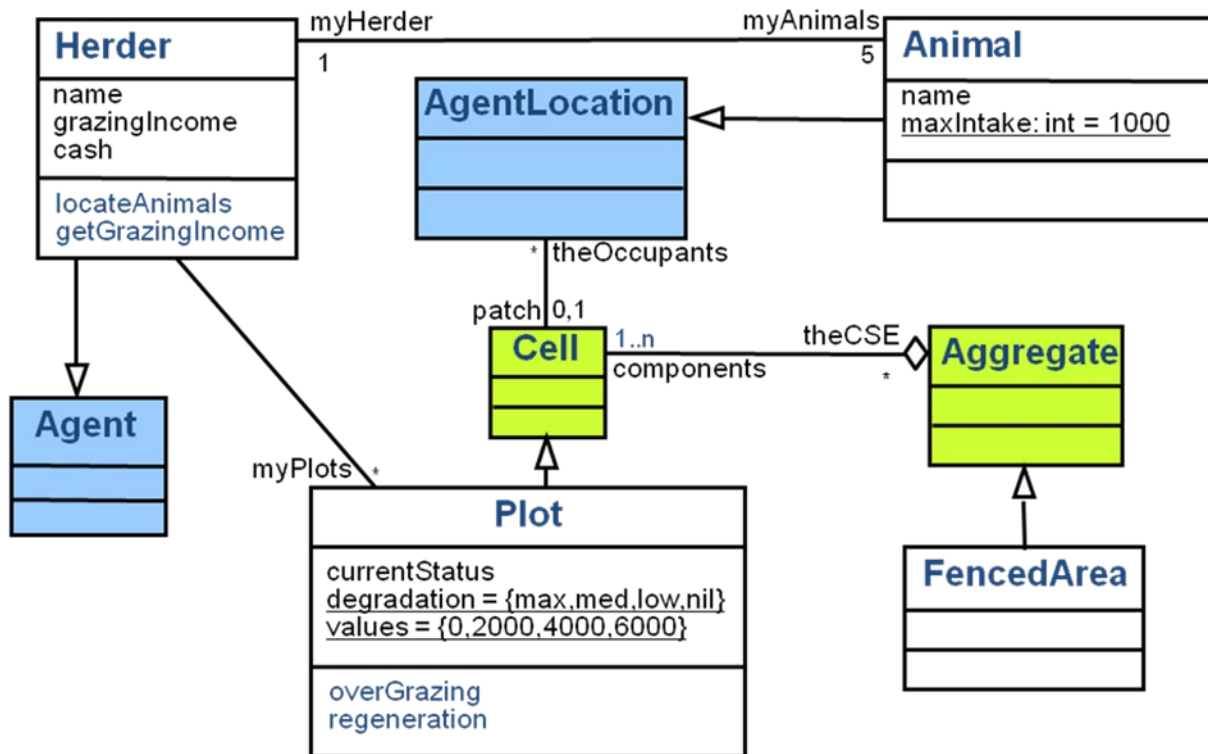 Herder
name
grazingIncome
cash
locateAnimals
getGrazingIncome
myHerder
1
myAnimals
5
Animal
name
maxIntake: int = 1000
AgentLocation
* theOccupants
patch 0,1
Cell
1..n
components
theCSE
*
Aggregate
Agent
myPlots *
Plot
currentStatus
degradation = {max,med,low,nil}
values = {0,2000,4000,6000}
overGrazing
regeneration
FencedArea